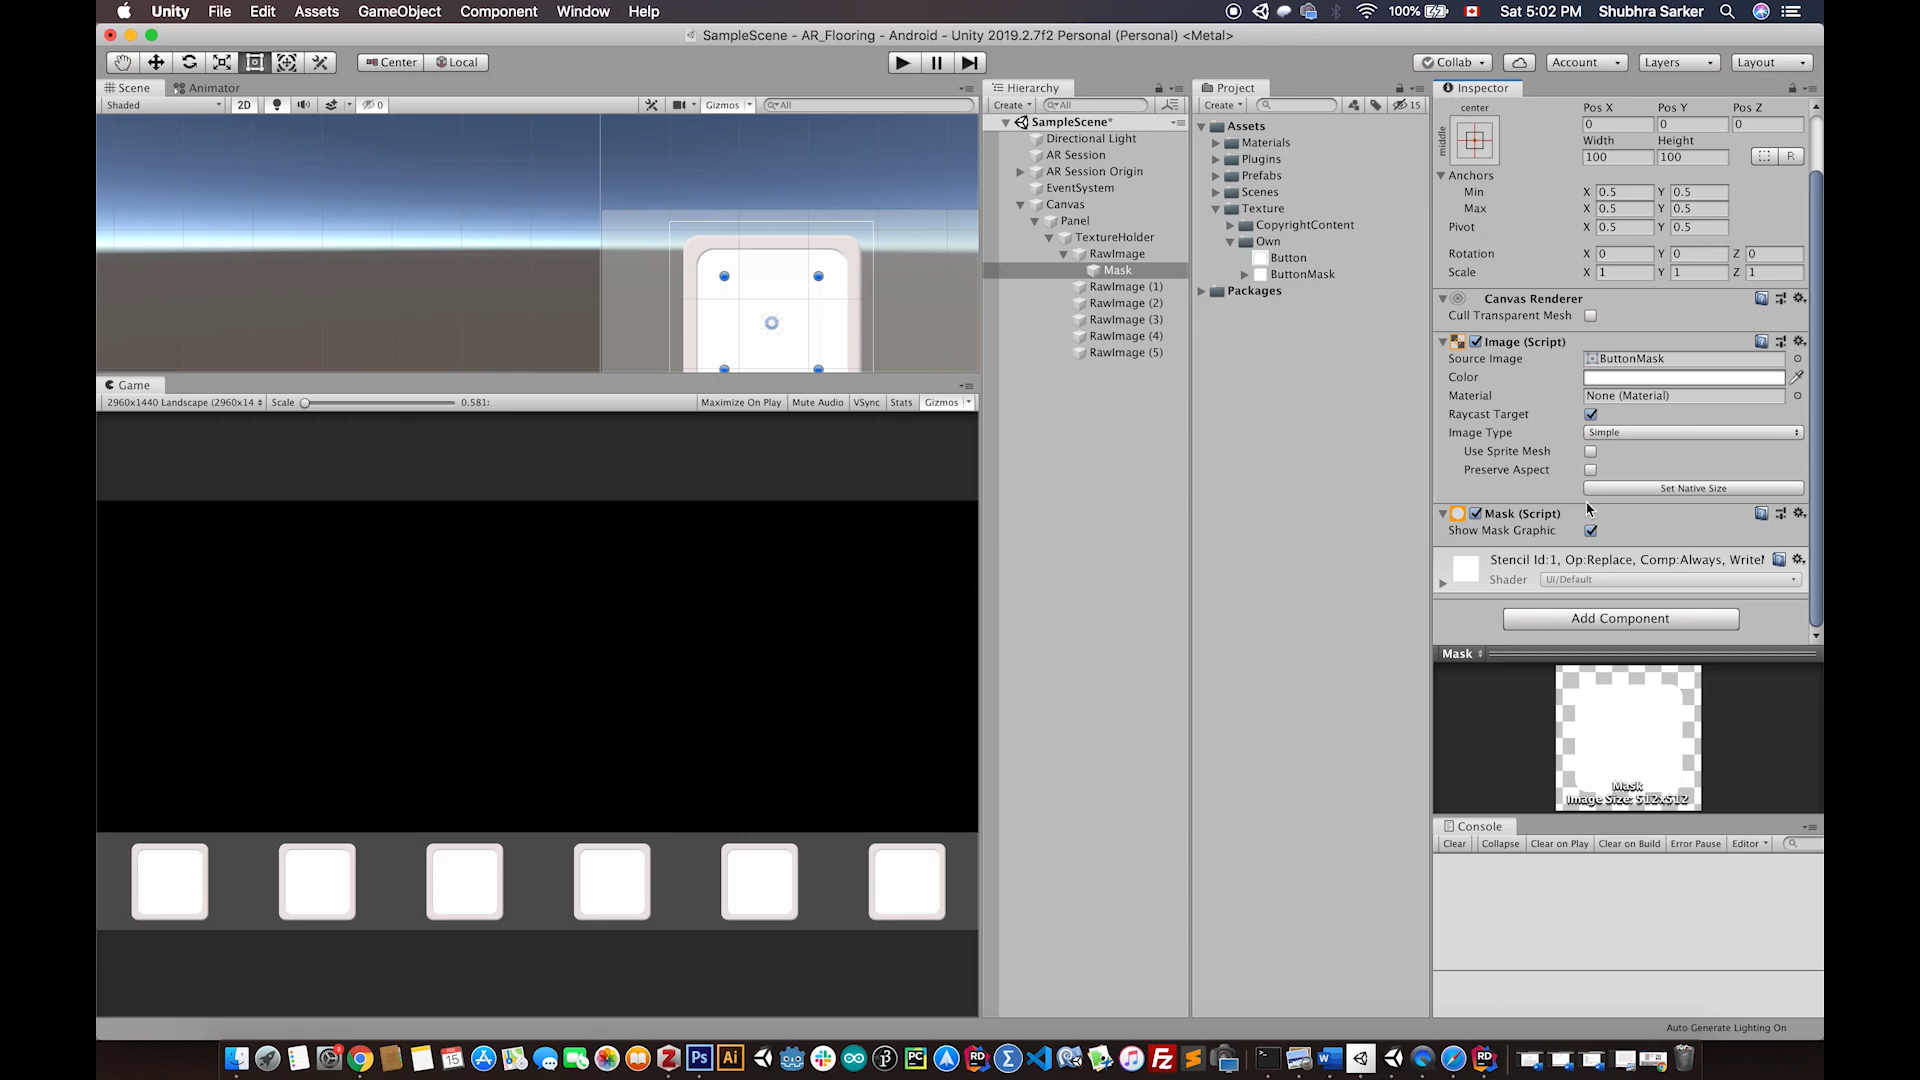 Unity File Edit Assets GameObject Component Window Help 100% Sat 5:02 PM Shubhra Sarker
SampleScene - AR_Flooring - Android - Unity 2019.2.7f2 Personal (Personal) <Metal>
Center Local Collab Account Layers Layout
Scene Animator
Shaded 2D 0 Gizmos All
Hierarchy
Create All
SampleScene*
Directional Light
AR Session
AR Session Origin
EventSystem
Canvas
Panel
TextureHolder
RawImage
Mask
RawImage (1)
RawImage (2)
RawImage (3)
RawImage (4)
RawImage (5)
Project
Create 15
Assets
Materials
Plugins
Prefabs
Scenes
Texture
CopyrightContent
Own
Button
ButtonMask
Packages
Inspector
center Pos X Pos Y Pos Z
middle 0 0 0
Width Height
100 100 R
Anchors
Min X 0.5 Y 0.5
Max X 0.5 Y 0.5
Pivot X 0.5 Y 0.5
Rotation X 0 Y 0 Z 0
Scale X 1 Y 1 Z 1
Canvas Renderer
Cull Transparent Mesh
Image (Script)
Source Image ButtonMask
Color
Material None (Material)
Raycast Target
Image Type Simple
Use Sprite Mesh
Preserve Aspect
Set Native Size
Mask (Script)
Show Mask Graphic
Stencil Id:1, Op:Replace, Comp:Always, Write
Shader UI/Default
Add Component
Mask
Mask
Image Size: 512x512
Console
Clear Collapse Clear on Play Clear on Build Error Pause Editor
Game
2960x1440 Landscape (2960x14 Scale 0.581: Maximize On Play Mute Audio VSync Stats Gizmos
Auto Generate Lighting On
Ps Ai PC RD Fz W RD